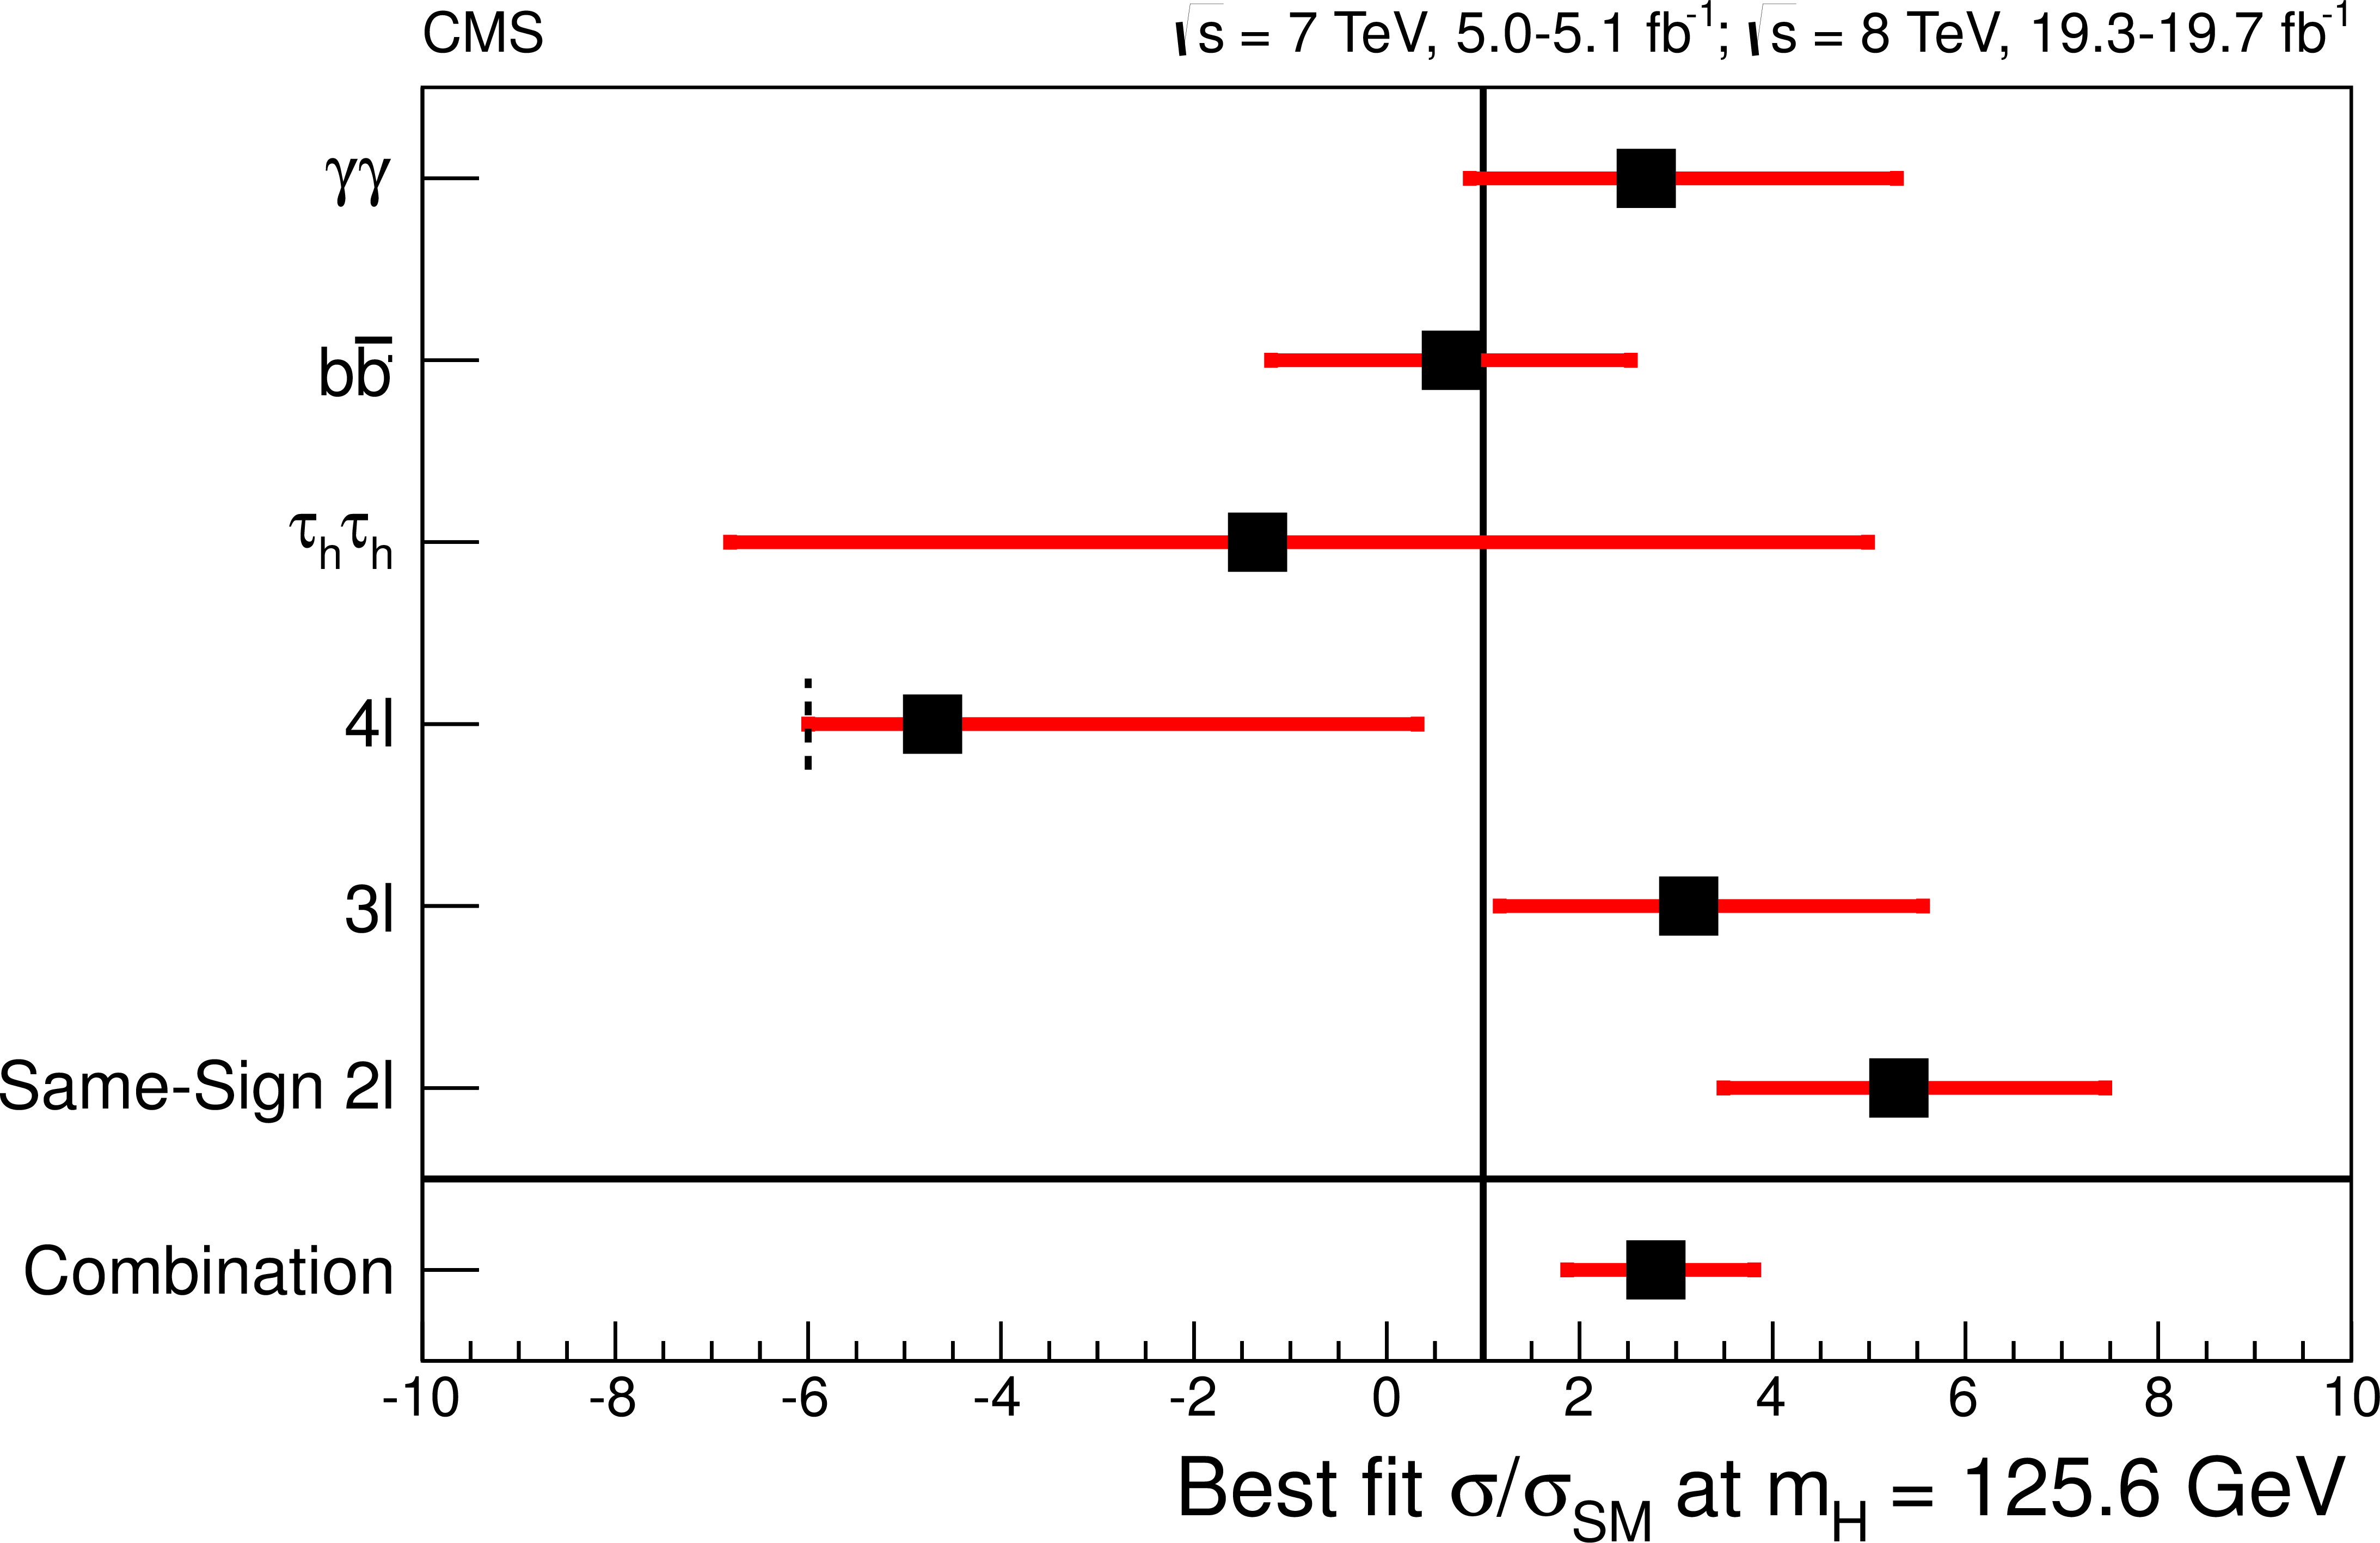 CMS
√s = 7 TeV, 5.0-5.1 fb⁻¹; √s = 8 TeV, 19.3-19.7 fb⁻¹
γγ
bb̅
τₕτₕ
4l
3l
Same-Sign 2l
Combination
-10 -8 -6 -4 -2 0 2 4 6 8 10
Best fit σ/σ_SM at m_H = 125.6 GeV